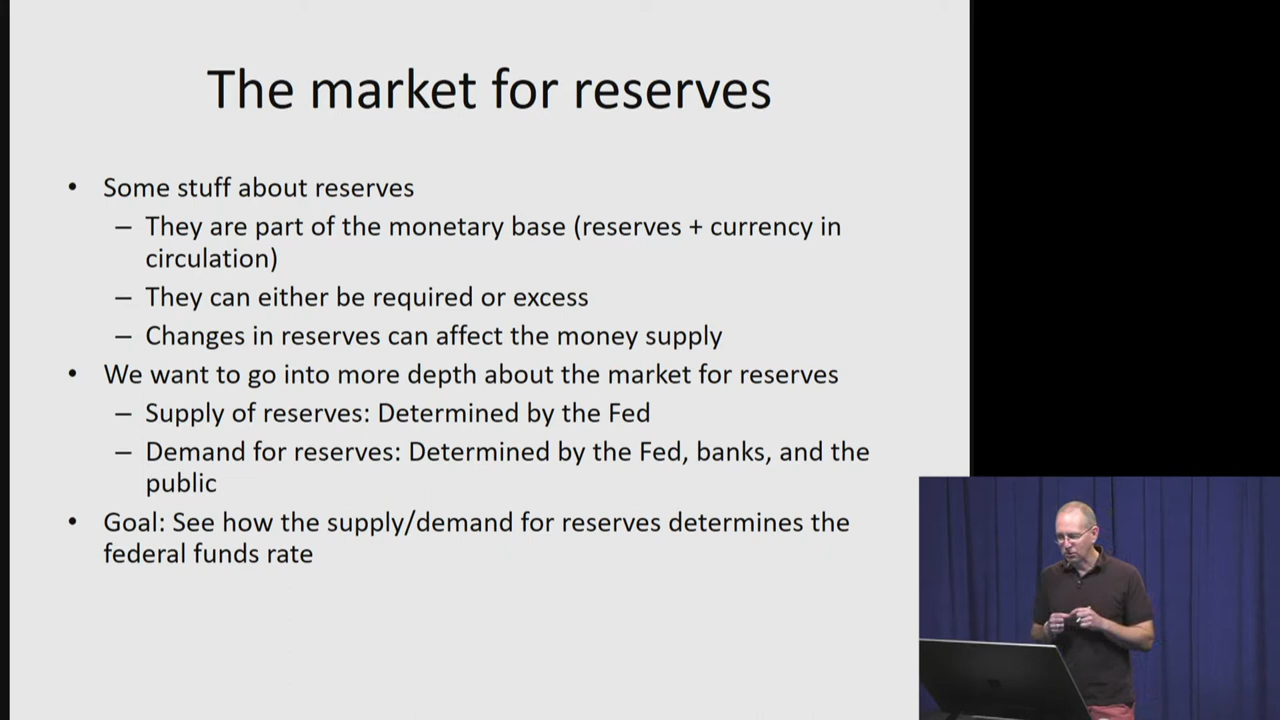 The market for reserves
• Some stuff about reserves
– They are part of the monetary base (reserves + currency in
circulation)
– They can either be required or excess
– Changes in reserves can affect the money supply
• We want to go into more depth about the market for reserves
– Supply of reserves: Determined by the Fed
– Demand for reserves: Determined by the Fed, banks, and the
public
• Goal: See how the supply/demand for reserves determines the
federal funds rate